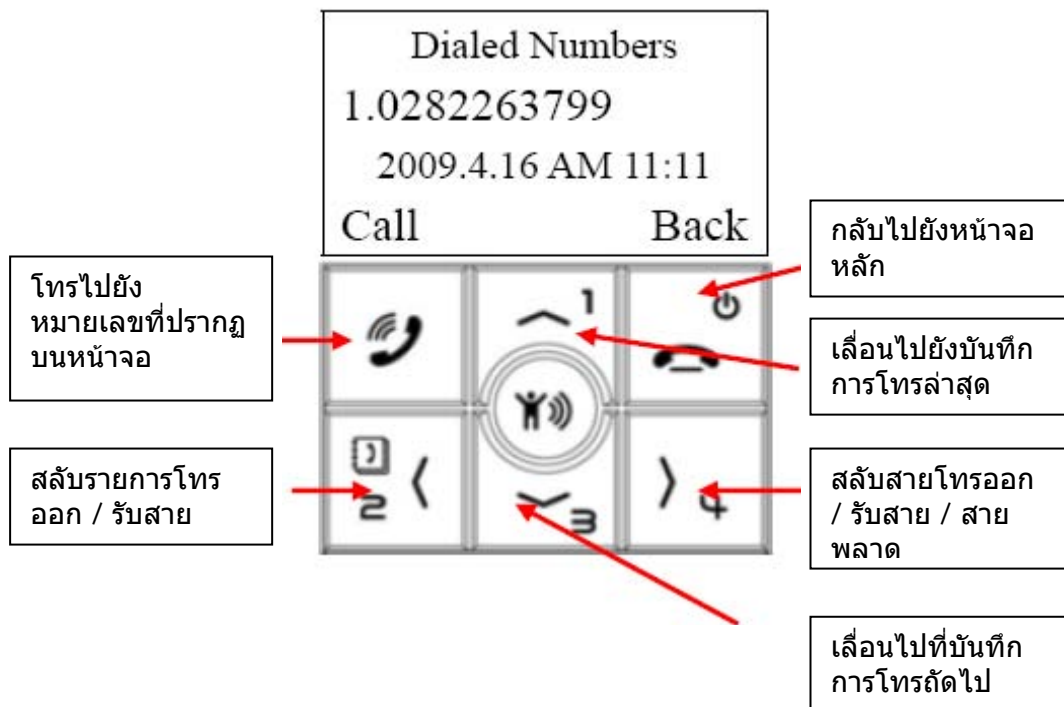 Dialed Numbers
1.0282263799
2009.4.16 AM 11:11
Call Back
โทรไปยัง
หมายเลขที่ปรากฏ
บนหน้าจอ
กลับไปยังหน้าจอ
หลัก
เลื่อนไปยังบันทึก
การโทรล่าสุด
1
สลับรายการโทร
ออก / รับสาย
2
3
4
สลับสายโทรออก
/ รับสาย / สาย
พลาด
เลื่อนไปที่บันทึก
การโทรถัดไป